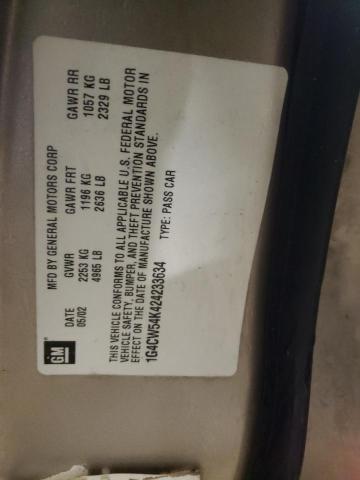 GM
MFD BY GENERAL MOTORS CORP
DATE GVWR GAWR FRT GAWR RR
05/02 2253 KG 1196 KG 1057 KG
4965 LB 2636 LB 2329 LB
THIS VEHICLE CONFORMS TO ALL APPLICABLE U.S. FEDERAL MOTOR
VEHICLE SAFETY, BUMPER, AND THEFT PREVENTION STANDARDS IN
EFFECT ON THE DATE OF MANUFACTURE SHOWN ABOVE.
1G4CW54K424233634 TYPE: PASS CAR